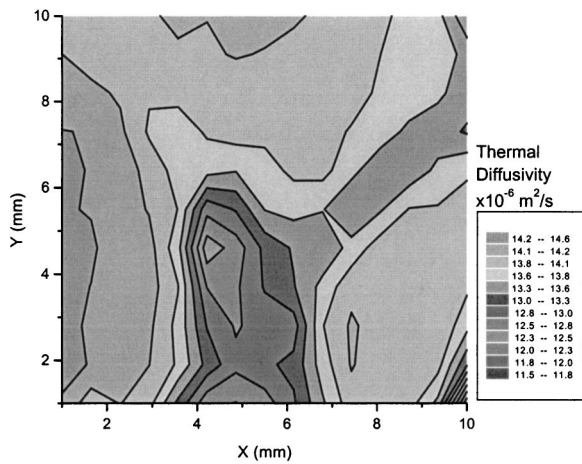 10
8
6
4
2
Y (mm)
2
4
6
8
10
X (mm)
Thermal
Diffusivity
x10-6 m2/s
14.2 -- 14.6
14.1 -- 14.2
13.8 -- 14.1
13.6 -- 13.8
13.3 -- 13.6
13.0 -- 13.3
12.8 -- 13.0
12.5 -- 12.8
12.3 -- 12.5
12.0 -- 12.3
11.8 -- 12.0
11.5 -- 11.8